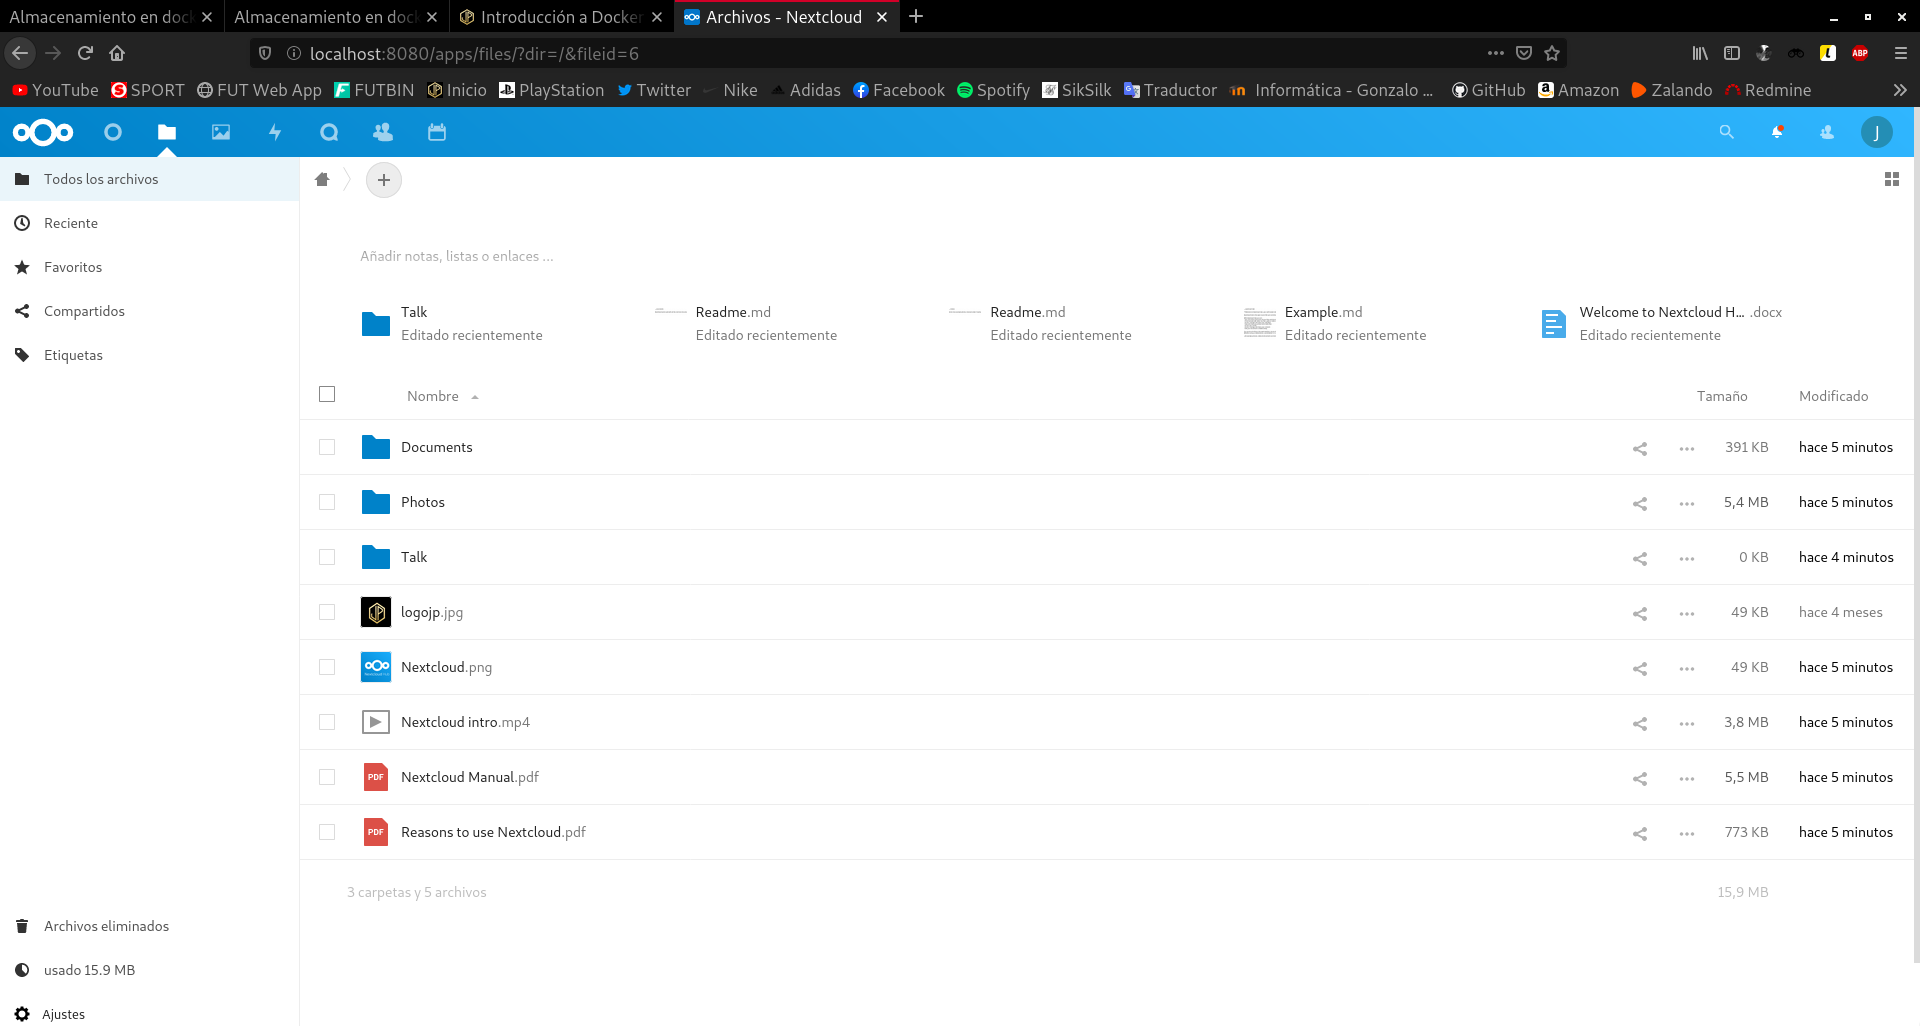 Almacenamiento en dock
Almacenamiento en dock
Introducción a Docker
Archivos - Nextcloud
localhost:8080/apps/files/?dir=/&fileid=6
YouTube SPORT FUT Web App FUTBIN Inicio PlayStation Twitter Nike Adidas Facebook Spotify SikSilk Traductor Informática - Gonzalo ... GitHub Amazon Zalando Redmine
J
Todos los archivos
Reciente
Favoritos
Compartidos
Etiquetas
Añadir notas, listas o enlaces ...
Talk
Editado recientemente
Readme.md
Editado recientemente
Readme.md
Editado recientemente
Example.md
Editado recientemente
Welcome to Nextcloud H... .docx
Editado recientemente
Nombre Tamaño Modificado
Documents 391 KB hace 5 minutos
Photos 5,4 MB hace 5 minutos
Talk 0 KB hace 4 minutos
logojp.jpg 49 KB hace 4 meses
Nextcloud.png 49 KB hace 5 minutos
Nextcloud intro.mp4 3,8 MB hace 5 minutos
PDF Nextcloud Manual.pdf 5,5 MB hace 5 minutos
PDF Reasons to use Nextcloud.pdf 773 KB hace 5 minutos
3 carpetas y 5 archivos 15,9 MB
Archivos eliminados
usado 15.9 MB
Ajustes